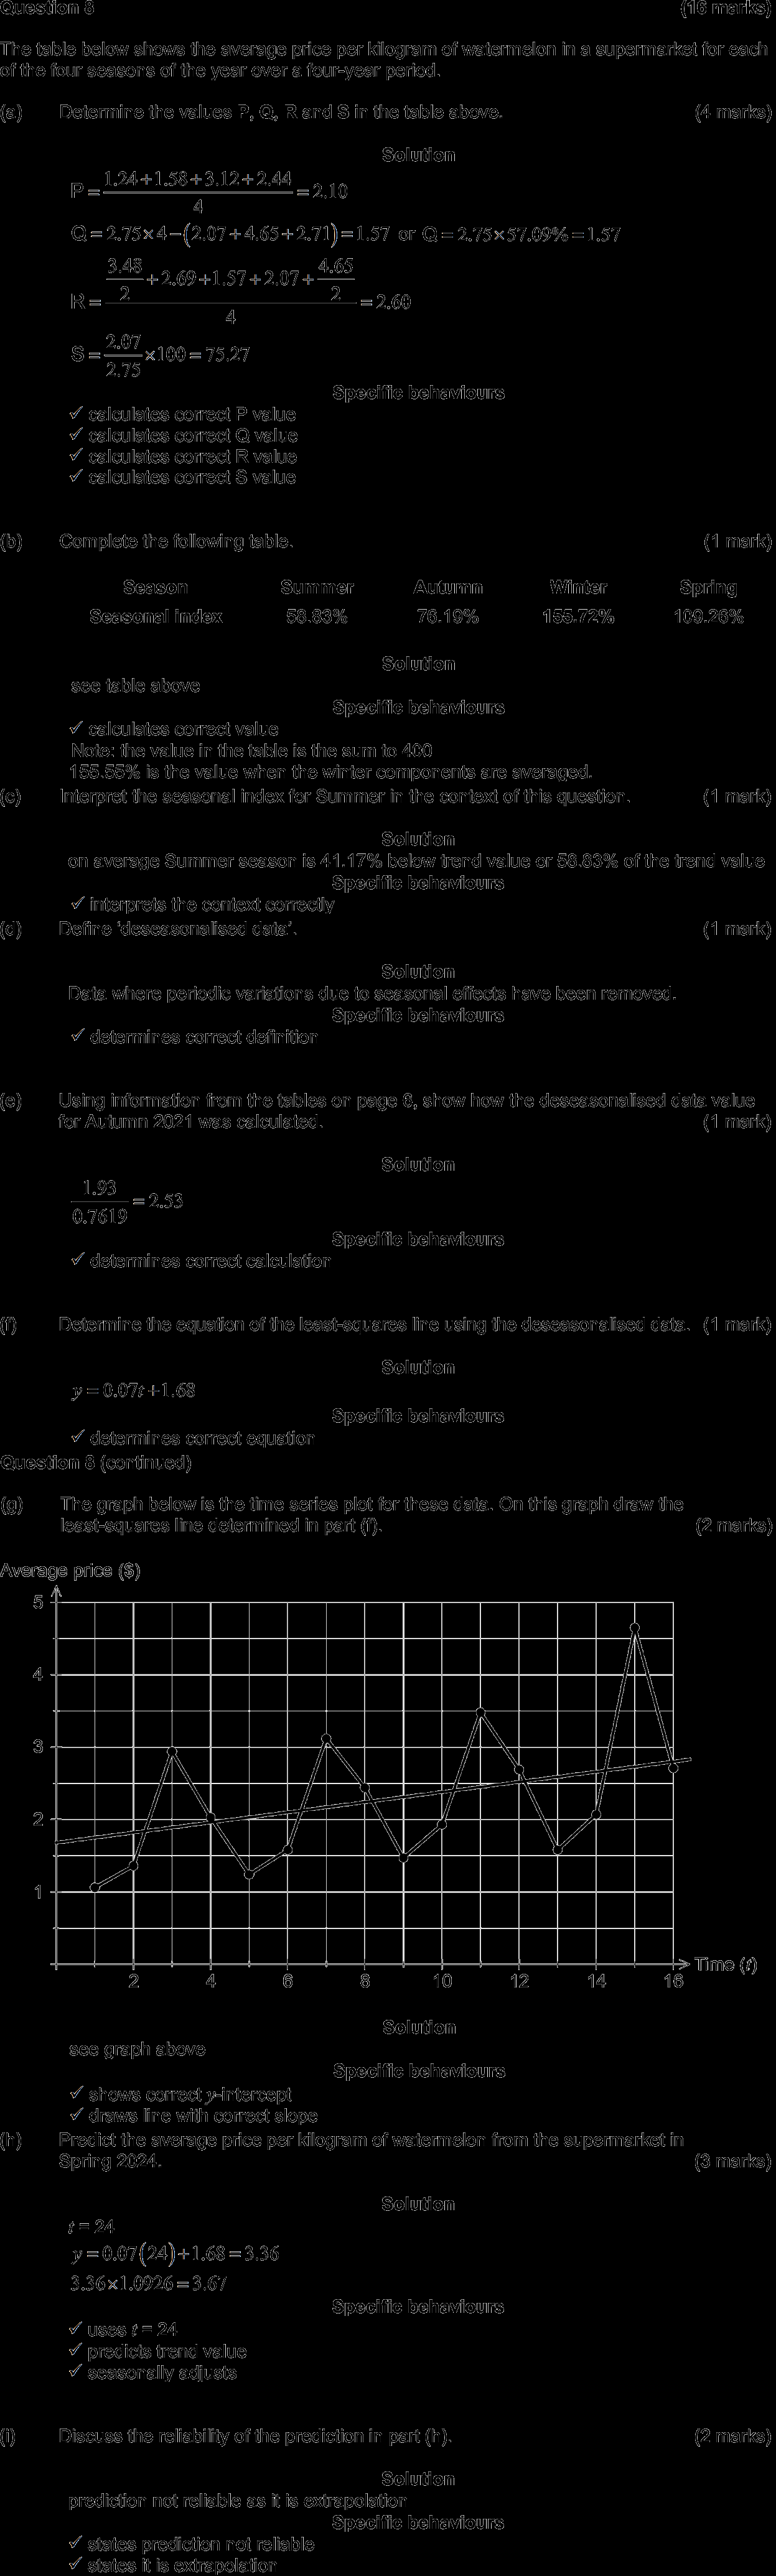 Question 8 (16 marks)
The table below shows the average price per kilogram of watermelon in a supermarket for each
of the four seasons of the year over a four-year period.
(a) Determine the values P, Q, R and S in the table above. (4 marks)
Solution
P = (1.24+1.58+3.12+2.44)/4 = 2.10
Q = 2.75×4−(2.07+4.65+2.71) = 1.57 or Q = 2.75×57.09% = 1.57
R = (3.48/2+2.69+1.57+2.07+4.65/2)/4 = 2.60
S = 2.07/2.75×100 = 75.27
Specific behaviours
✓ calculates correct P value
✓ calculates correct Q value
✓ calculates correct R value
✓ calculates correct S value
(b) Complete the following table. (1 mark)
Season Summer Autumn Winter Spring
Seasonal index 58.83% 76.19% 155.72% 109.26%
Solution
see table above
Specific behaviours
✓ calculates correct value
Note: the value in the table is the sum to 400
155.55% is the value when the winter components are averaged.
(c) Interpret the seasonal index for Summer in the context of this question. (1 mark)
Solution
on average Summer season is 41.17% below trend value or 58.83% of the trend value
Specific behaviours
✓ interprets the context correctly
(d) Define 'deseasonalised data'. (1 mark)
Solution
Data where periodic variations due to seasonal effects have been removed.
Specific behaviours
✓ determines correct definition
(e) Using information from the tables on page 6, show how the deseasonalised data value
for Autumn 2021 was calculated. (1 mark)
Solution
1.93/0.7619 = 2.53
Specific behaviours
✓ determines correct calculation
(f) Determine the equation of the least-squares line using the deseasonalised data. (1 mark)
Solution
y = 0.07t+1.68
Specific behaviours
✓ determines correct equation
Question 8 (continued)
(g) The graph below is the time series plot for these data. On this graph draw the
least-squares line determined in part (f). (2 marks)
Average price ($)
5
4
3
2
1
2 4 6 8 10 12 14 16 Time (t)
Solution
see graph above
Specific behaviours
✓ shows correct y-intercept
✓ draws line with correct slope
(h) Predict the average price per kilogram of watermelon from the supermarket in
Spring 2024. (3 marks)
Solution
t = 24
y = 0.07(24)+1.68 = 3.36
3.36×1.0926 = 3.67
Specific behaviours
✓ uses t = 24
✓ predicts trend value
✓ seasonally adjusts
(i) Discuss the reliability of the prediction in part (h). (2 marks)
Solution
prediction not reliable as it is extrapolation
Specific behaviours
✓ states prediction not reliable
✓ states it is extrapolation